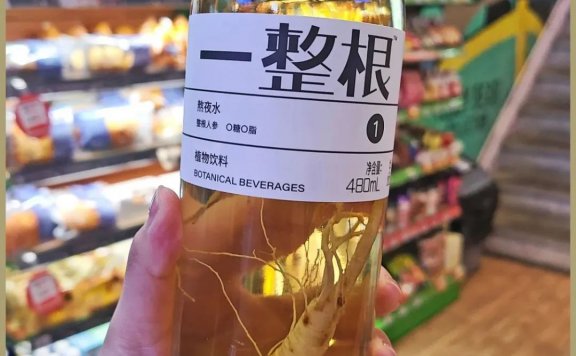 一整根
熬夜水
整根人参 0糖0脂
1
植物饮料
BOTANICAL BEVERAGES
净含量:
480mL